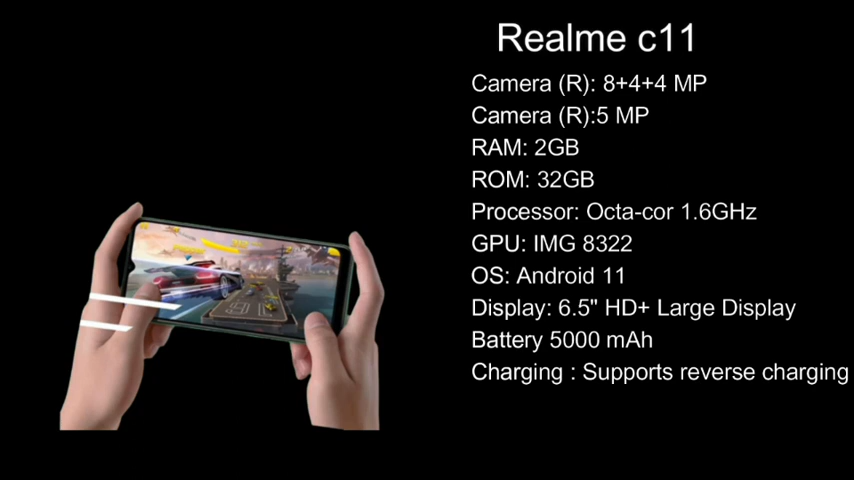 Realme c11
Camera (R): 8+4+4 MP
Camera (R):5 MP
RAM: 2GB
ROM: 32GB
Processor: Octa-cor 1.6GHz
GPU: IMG 8322
OS: Android 11
Display: 6.5" HD+ Large Display
Battery 5000 mAh
Charging : Supports reverse charging